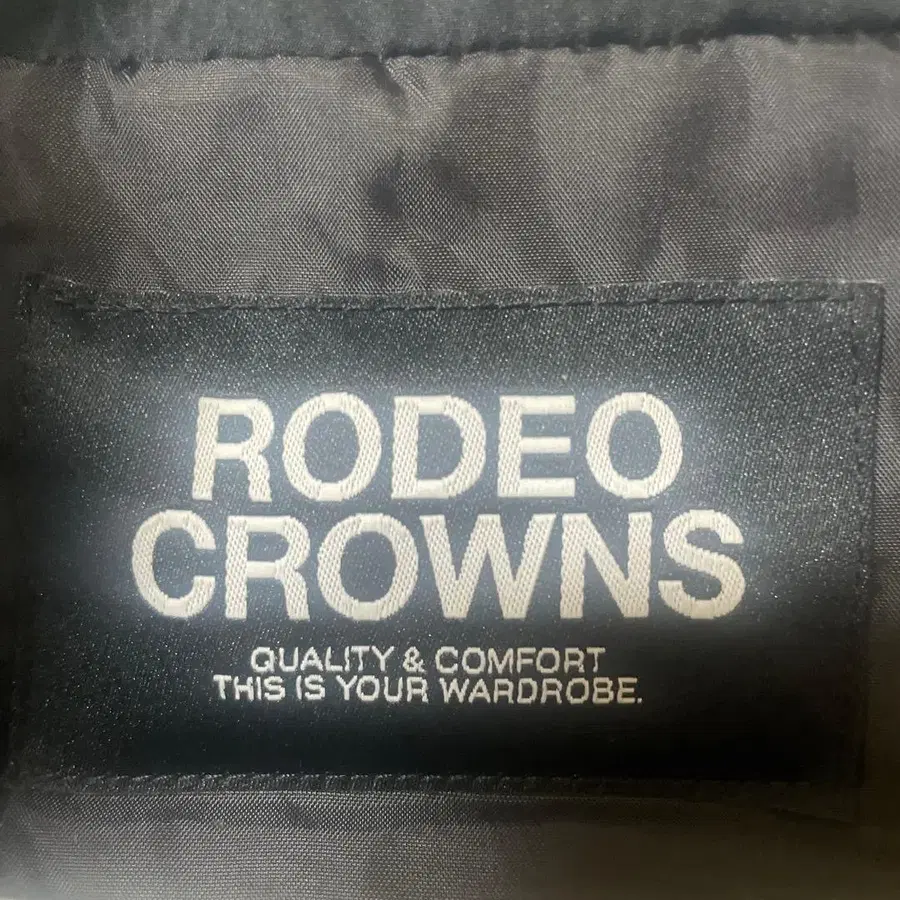 RODEO
CROWNS
QUALITY & COMFORT
THIS IS YOUR WARDROBE.